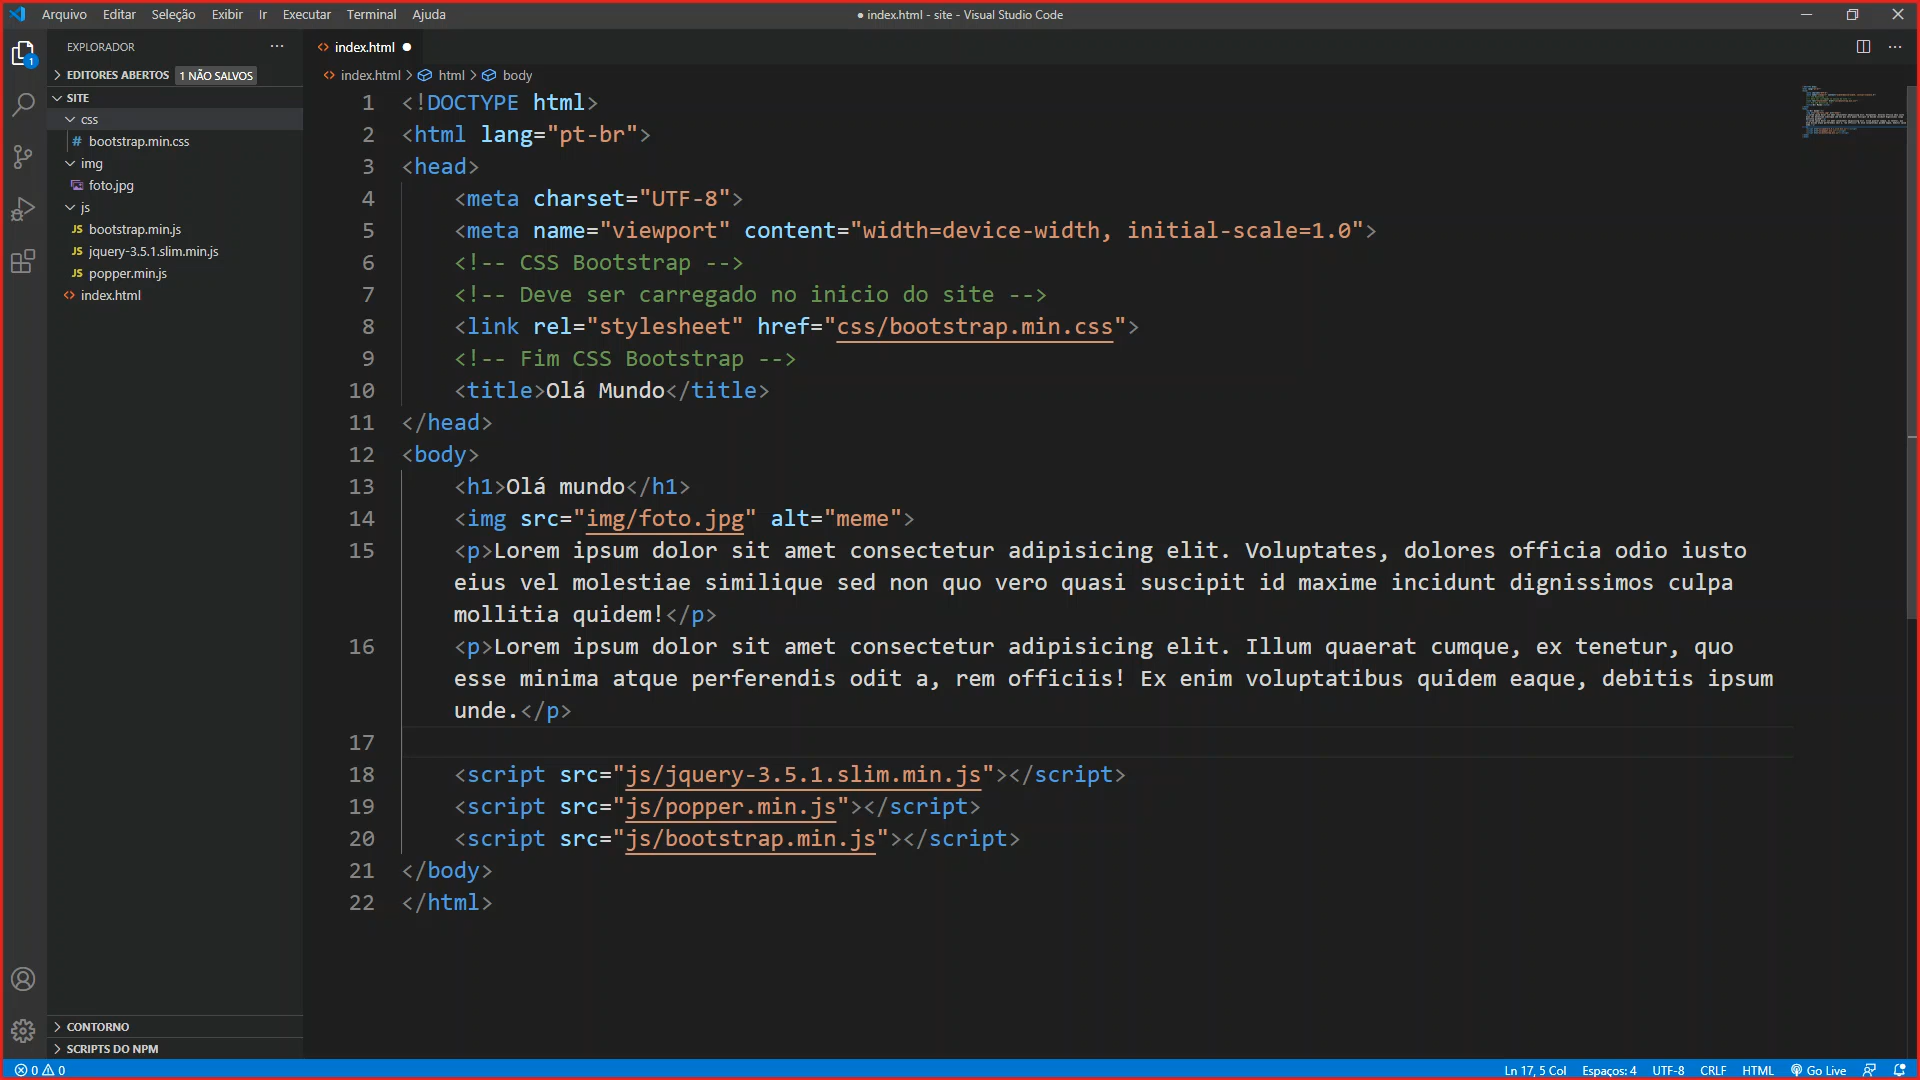 Arquivo Editar Seleção Exibir Ir Executar Terminal Ajuda
● index.html - site - Visual Studio Code
EXPLORADOR
index.html
EDITORES ABERTOS 1 NÃO SALVOS
index.html > html > body
SITE
css
bootstrap.min.css
img
foto.jpg
js
JS bootstrap.min.js
JS jquery-3.5.1.slim.min.js
JS popper.min.js
index.html
1 <!DOCTYPE html>
2 <html lang="pt-br">
3 <head>
4 <meta charset="UTF-8">
5 <meta name="viewport" content="width=device-width, initial-scale=1.0">
6 <!-- CSS Bootstrap -->
7 <!-- Deve ser carregado no inicio do site -->
8 <link rel="stylesheet" href="css/bootstrap.min.css">
9 <!-- Fim CSS Bootstrap -->
10 <title>Olá Mundo</title>
11 </head>
12 <body>
13 <h1>Olá mundo</h1>
14 <img src="img/foto.jpg" alt="meme">
15 <p>Lorem ipsum dolor sit amet consectetur adipisicing elit. Voluptates, dolores officia odio iusto
eius vel molestiae similique sed non quo vero quasi suscipit id maxime incidunt dignissimos culpa
mollitia quidem!</p>
16 <p>Lorem ipsum dolor sit amet consectetur adipisicing elit. Illum quaerat cumque, ex tenetur, quo
esse minima atque perferendis odit a, rem officiis! Ex enim voluptatibus quidem eaque, debitis ipsum
unde.</p>
17
18 <script src="js/jquery-3.5.1.slim.min.js"></script>
19 <script src="js/popper.min.js"></script>
20 <script src="js/bootstrap.min.js"></script>
21 </body>
22 </html>
1
CONTORNO
SCRIPTS DO NPM
0 0
Ln 17, 5 Col Espaços: 4 UTF-8 CRLF HTML Go Live